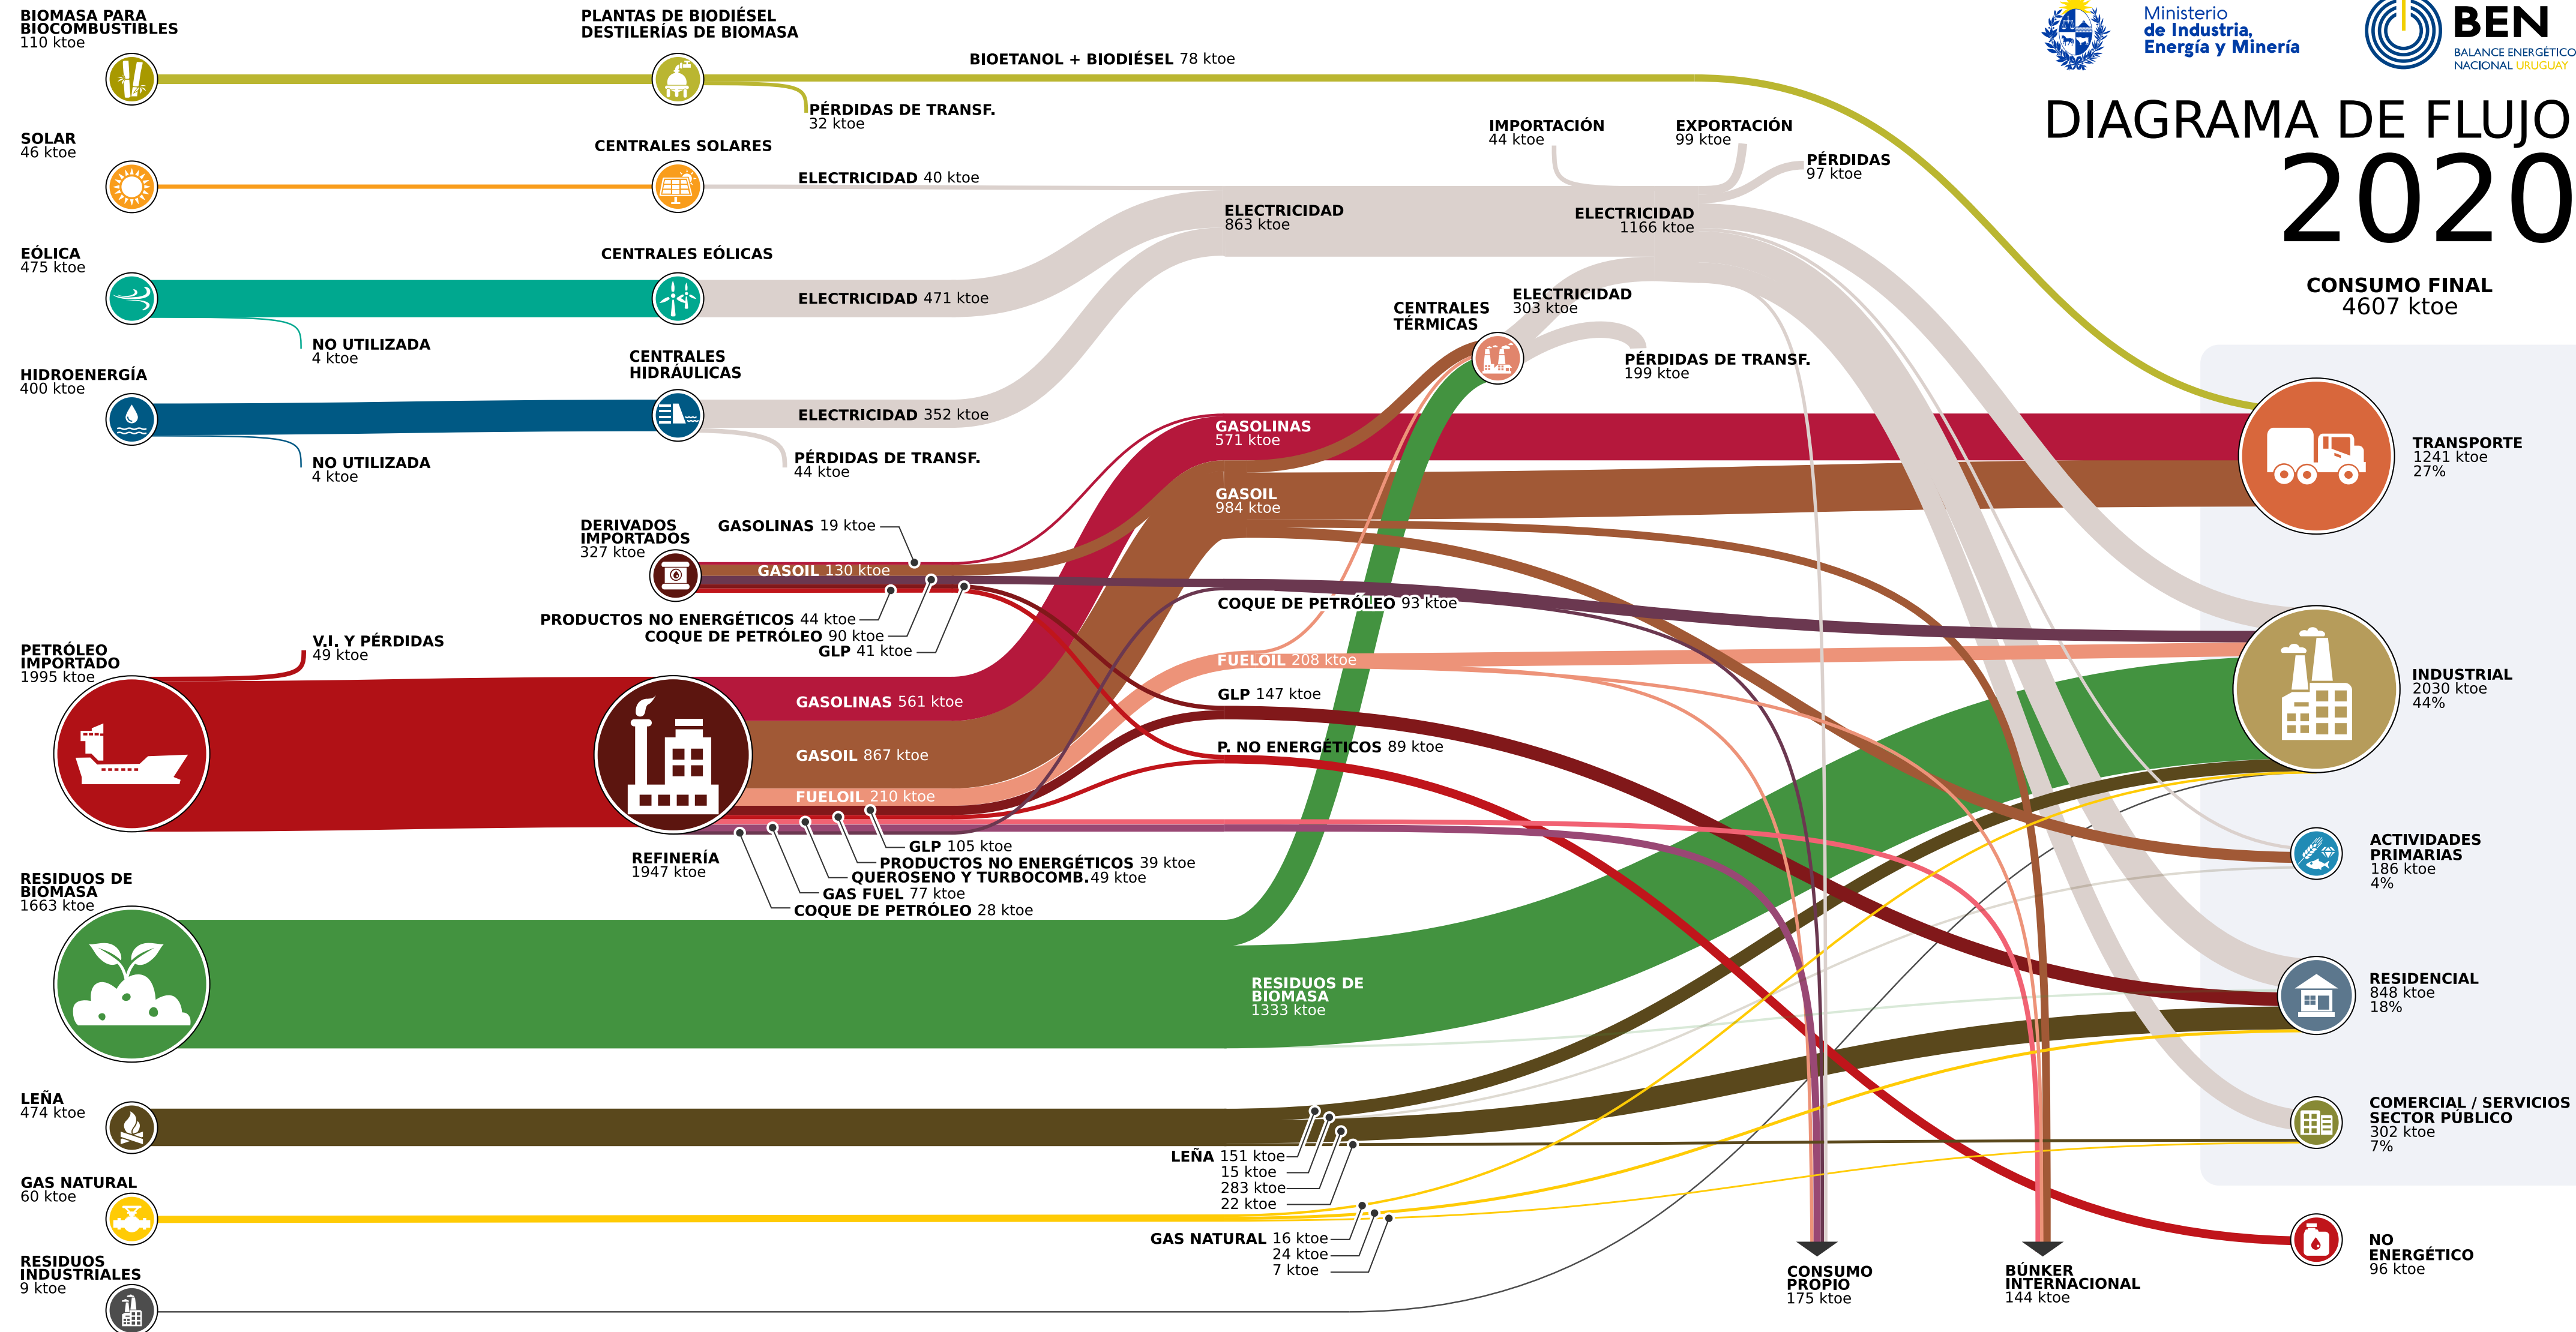 BIOMASA PARA
BIOCOMBUSTIBLES
110 ktoe
PLANTAS DE BIODIÉSEL
DESTILERÍAS DE BIOMASA
BIOETANOL + BIODIÉSEL 78 ktoe
PÉRDIDAS DE TRANSF.
32 ktoe
Ministerio
de Industria,
Energía y Minería
BEN
BALANCE ENERGÉTICO
NACIONAL URUGUAY
DIAGRAMA DE FLUJO
2020
CONSUMO FINAL
4607 ktoe
SOLAR
46 ktoe
CENTRALES SOLARES
ELECTRICIDAD 40 ktoe
IMPORTACIÓN
44 ktoe
EXPORTACIÓN
99 ktoe
PÉRDIDAS
97 ktoe
ELECTRICIDAD
863 ktoe
ELECTRICIDAD
1166 ktoe
EÓLICA
475 ktoe
CENTRALES EÓLICAS
ELECTRICIDAD 471 ktoe
NO UTILIZADA
4 ktoe
CENTRALES
TÉRMICAS
ELECTRICIDAD
303 ktoe
PÉRDIDAS DE TRANSF.
199 ktoe
HIDROENERGÍA
400 ktoe
CENTRALES
HIDRÁULICAS
ELECTRICIDAD 352 ktoe
NO UTILIZADA
4 ktoe
PÉRDIDAS DE TRANSF.
44 ktoe
GASOLINAS
571 ktoe
GASOIL
984 ktoe
TRANSPORTE
1241 ktoe
27%
DERIVADOS
IMPORTADOS
327 ktoe
GASOLINAS 19 ktoe
GASOIL 130 ktoe
PRODUCTOS NO ENERGÉTICOS 44 ktoe
COQUE DE PETRÓLEO 90 ktoe
GLP 41 ktoe
COQUE DE PETRÓLEO 93 ktoe
FUELOIL 208 ktoe
GLP 147 ktoe
P. NO ENERGÉTICOS 89 ktoe
PETRÓLEO
IMPORTADO
1995 ktoe
V.I. Y PÉRDIDAS
49 ktoe
GASOLINAS 561 ktoe
GASOIL 867 ktoe
FUELOIL 210 ktoe
INDUSTRIAL
2030 ktoe
44%
REFINERÍA
1947 ktoe
GLP 105 ktoe
PRODUCTOS NO ENERGÉTICOS 39 ktoe
QUEROSENO Y TURBOCOMB.49 ktoe
GAS FUEL 77 ktoe
COQUE DE PETRÓLEO 28 ktoe
ACTIVIDADES
PRIMARIAS
186 ktoe
4%
RESIDUOS DE
BIOMASA
1663 ktoe
RESIDUOS DE
BIOMASA
1333 ktoe
RESIDENCIAL
848 ktoe
18%
LEÑA
474 ktoe
LEÑA 151 ktoe
15 ktoe
283 ktoe
22 ktoe
COMERCIAL / SERVICIOS
SECTOR PÚBLICO
302 ktoe
7%
GAS NATURAL
60 ktoe
GAS NATURAL 16 ktoe
24 ktoe
7 ktoe
NO
ENERGÉTICO
96 ktoe
RESIDUOS
INDUSTRIALES
9 ktoe
CONSUMO
PROPIO
175 ktoe
BÚNKER
INTERNACIONAL
144 ktoe